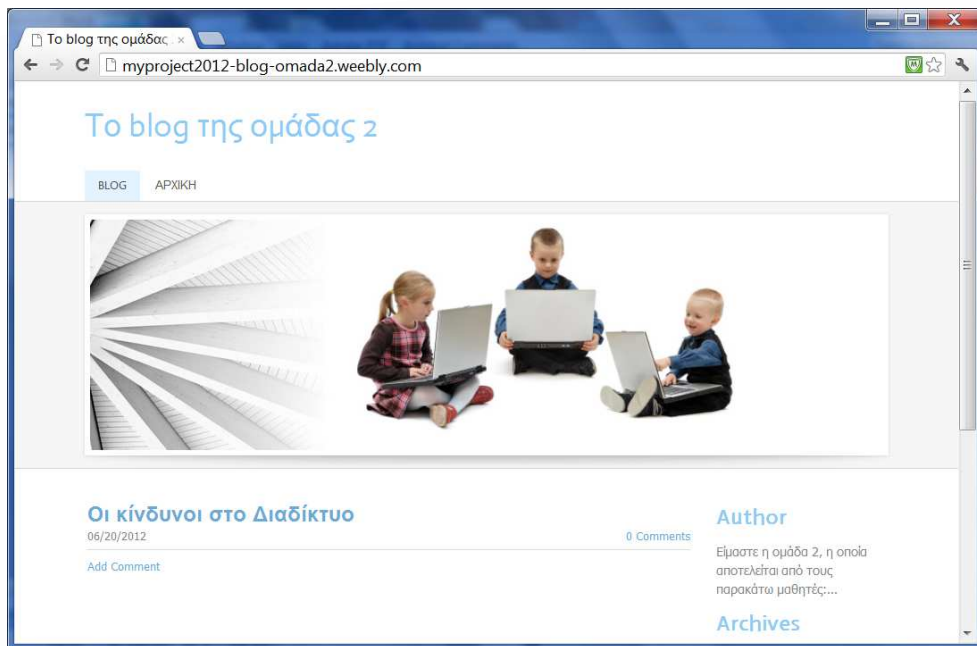 Το blog της ομάδας
myproject2012-blog-omada2.weebly.com
Το blog της ομάδας 2
BLOG ΑΡΧΙΚΗ
Οι κίνδυνοι στο Διαδίκτυο
06/20/2012 0 Comments
Add Comment
Author
Είμαστε η ομάδα 2, η οποία
αποτελείται από τους
παρακάτω μαθητές:...
Archives